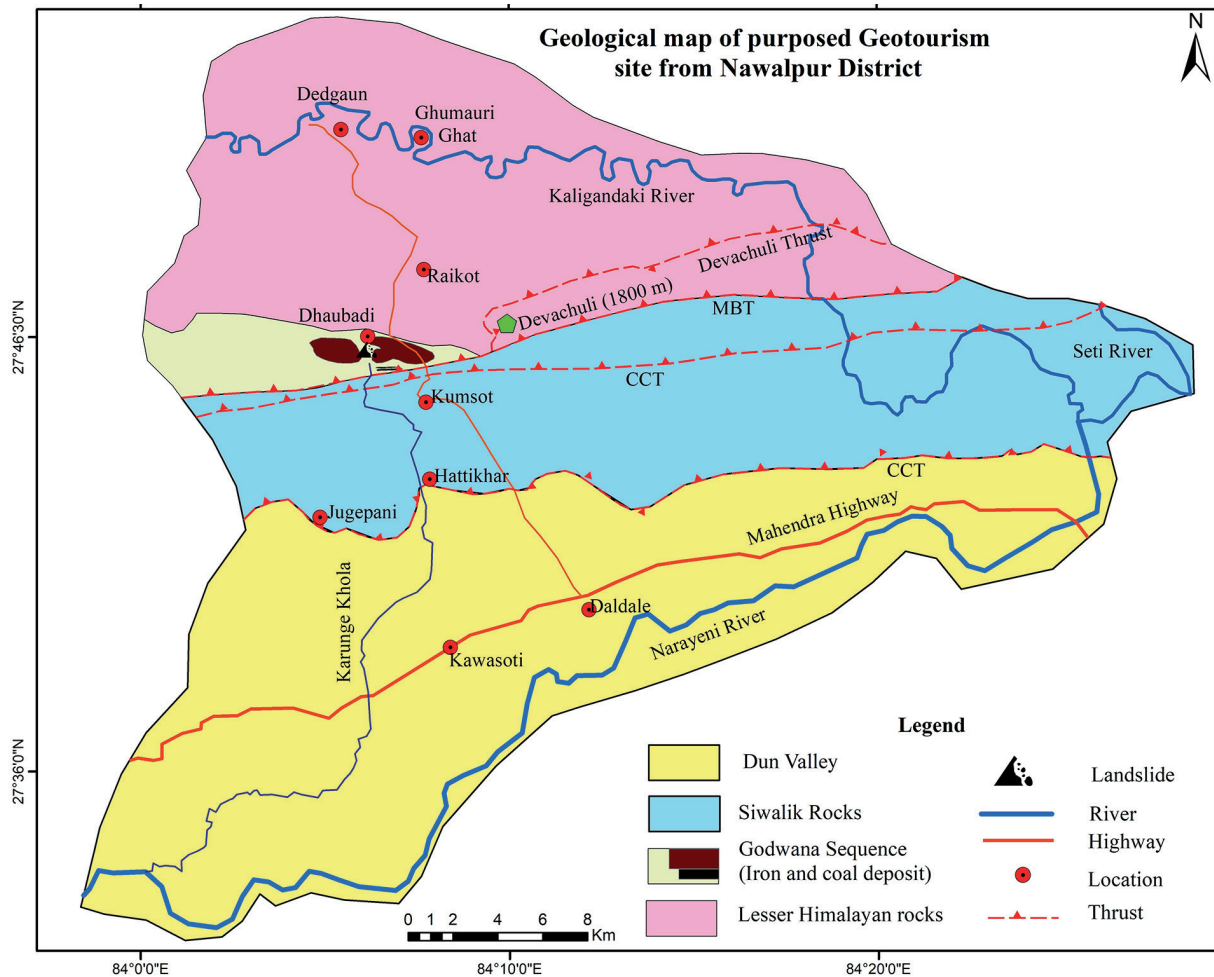 Geological map of purposed Geotourism
site from Nawalpur District
N
Dedgaun
Ghumauri
Ghat
Kaligandaki River
Devachuli Thrust
Raikot
Devachuli (1800 m)
MBT
Dhaubadi
Seti River
CCT
Kumsot
CCT
Hattikhar
Jugepani
Mahendra Highway
Karunge Khola
Daldale
Narayeni River
Kawasoti
27°46'30"N
27°36'0"N
84°0'0"E
84°10'0"E
84°20'0"E
0 1 2 4 6 8
Km
Legend
Dun Valley
Siwalik Rocks
Godwana Sequence
(Iron and coal deposit)
Lesser Himalayan rocks
Landslide
River
Highway
Location
Thrust